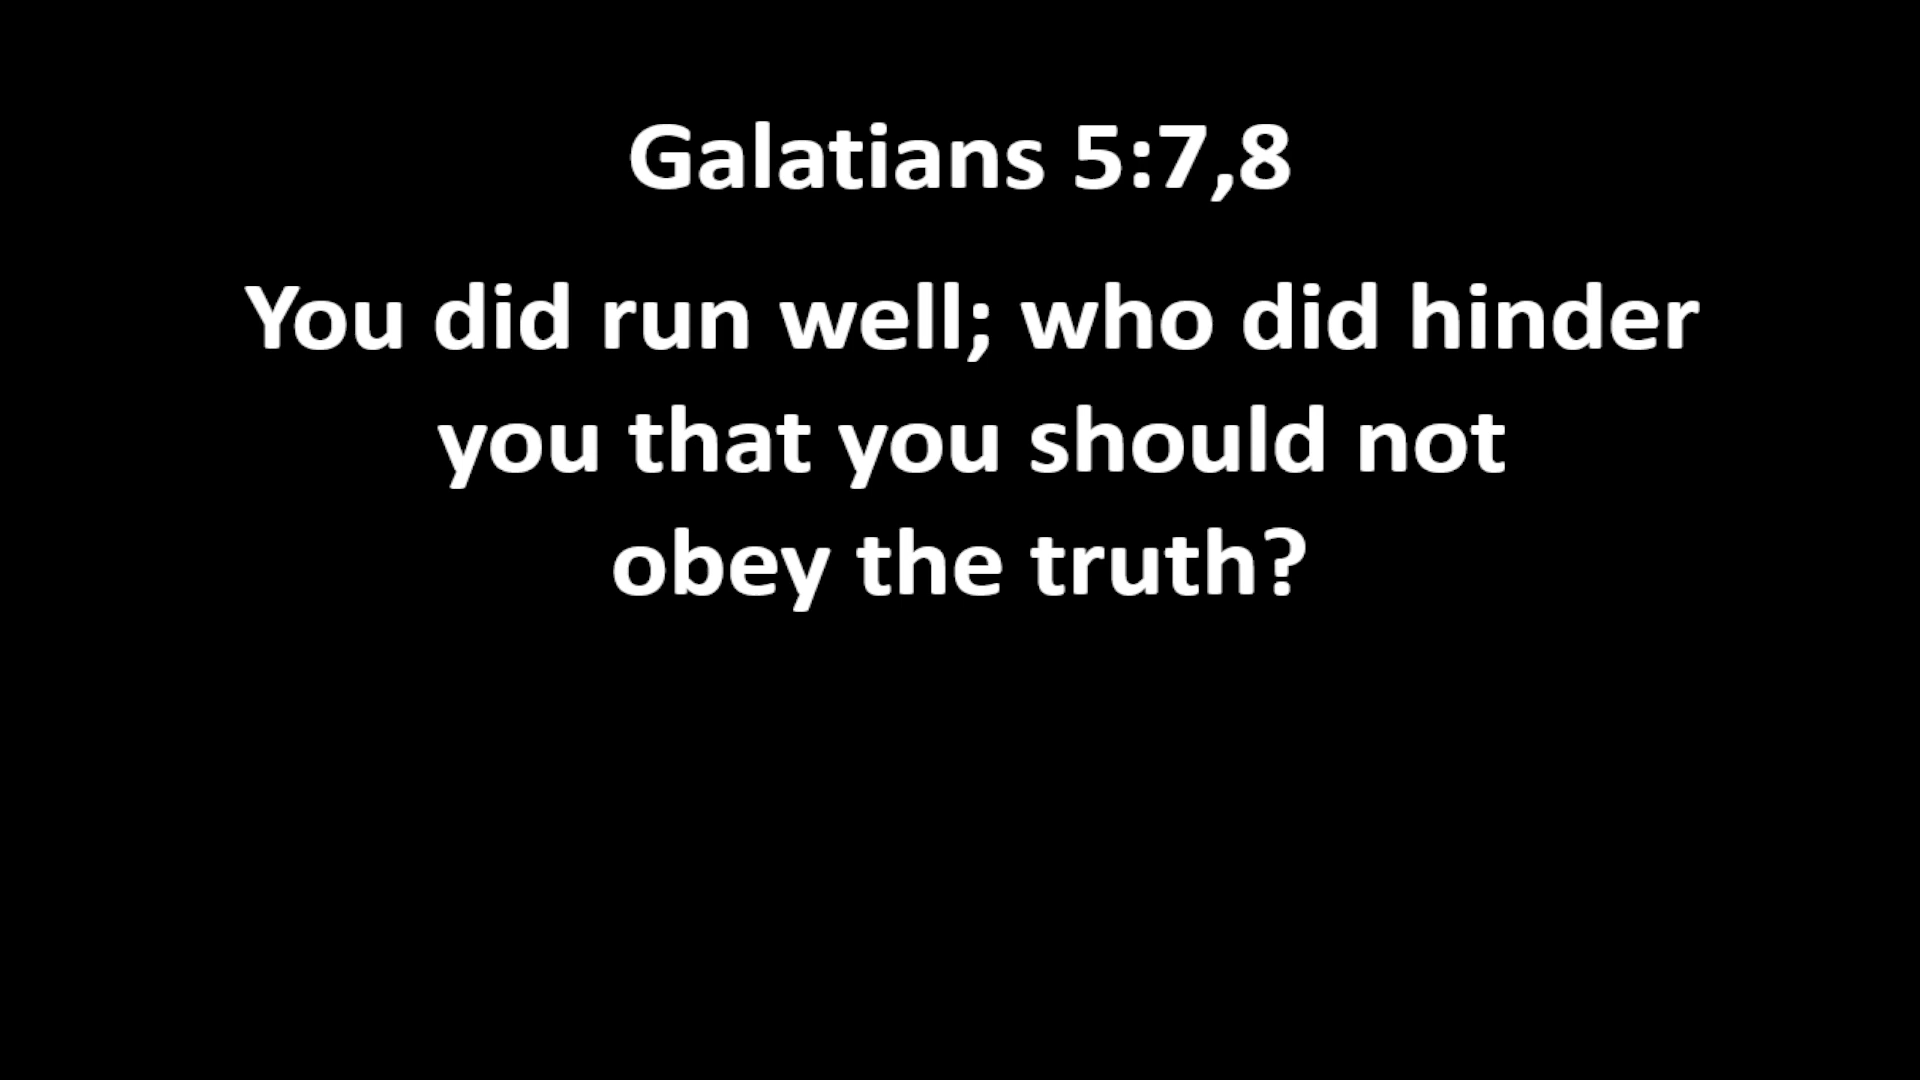 Galatians 5:7,8
You did run well; who did hinder
you that you should not
obey the truth?